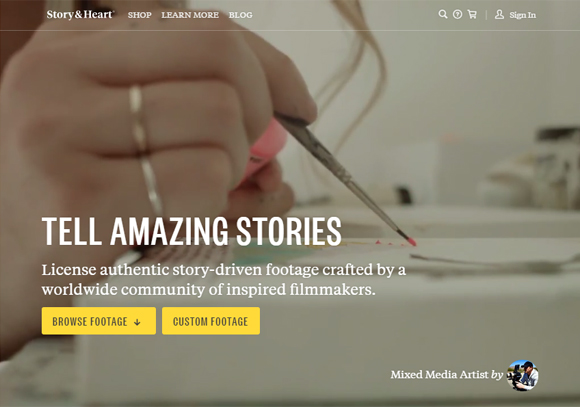 Story&Heart SHOP LEARN MORE BLOG Sign In
TELL AMAZING STORIES
License authentic story-driven footage crafted by a
worldwide community of inspired filmmakers.
BROWSE FOOTAGE CUSTOM FOOTAGE
Mixed Media Artist by